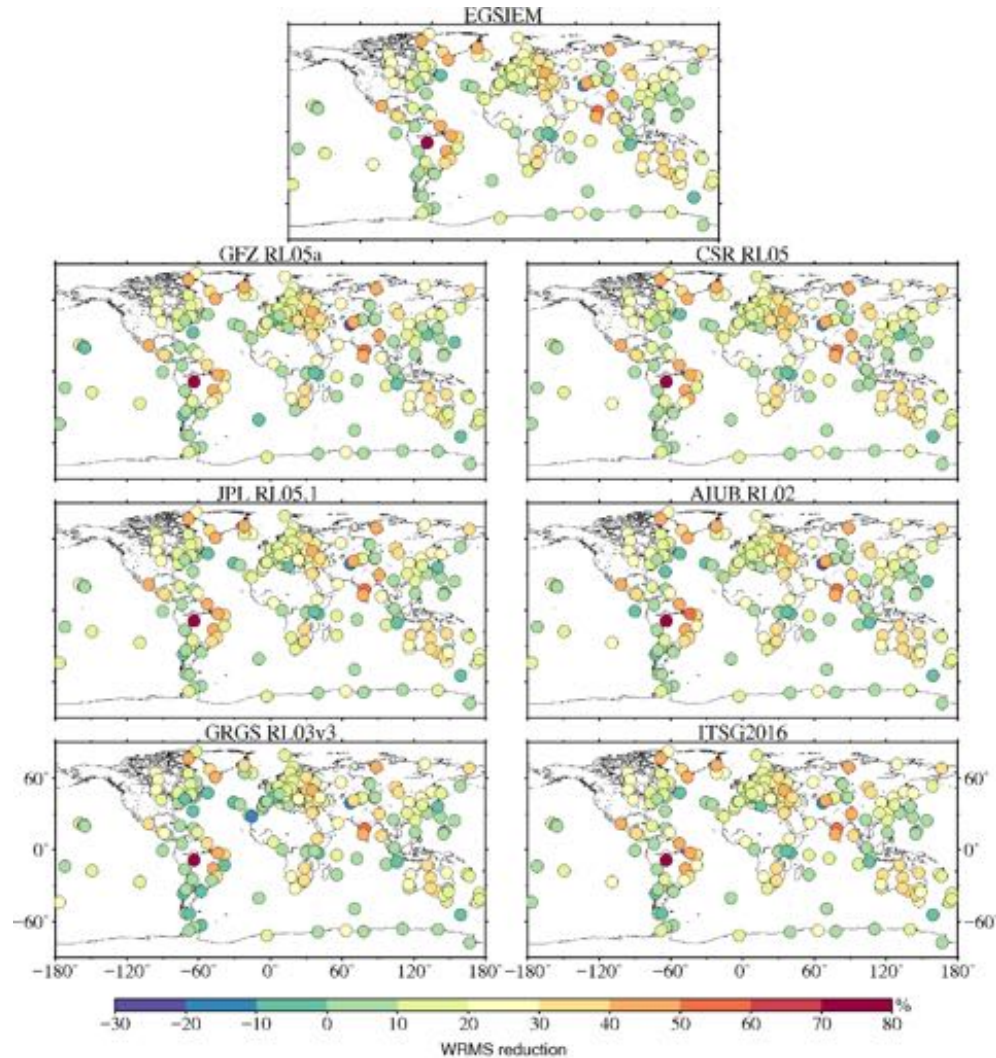 EGSIEM
GFZ RL05a
CSR RL05
JPL RL05.1
AIUB RL02
GRGS RL03v3
ITSG2016
60°
60°
0°
0°
−60°
−60°
−180° −120° −60° 0° 60° 120° 180° −180° −120° −60° 0° 60° 120° 180°
%
−30 −20 −10 0 10 20 30 40 50 60 70 80
WRMS reduction